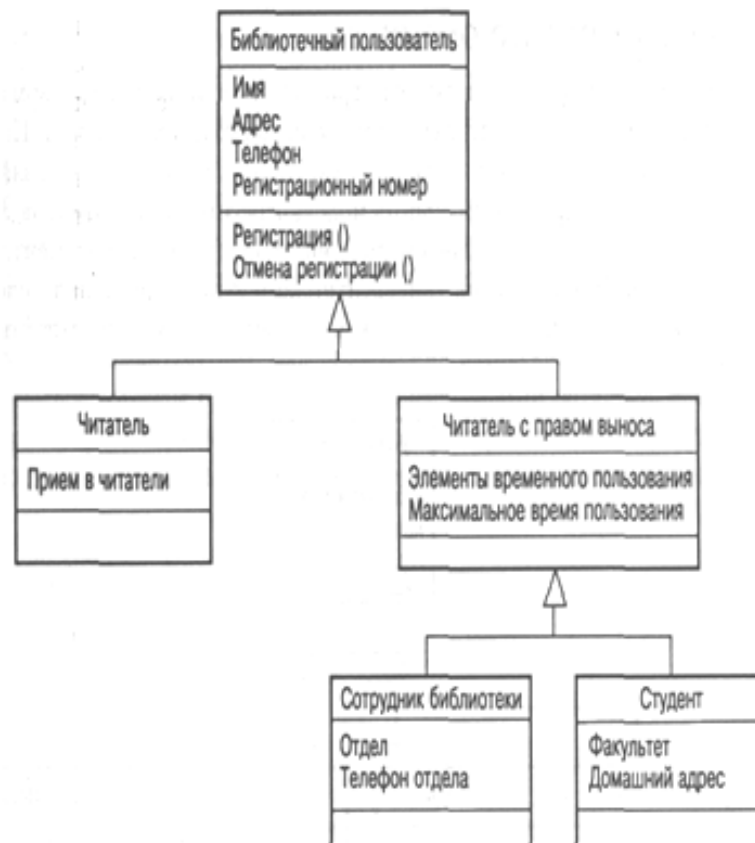 Библиотечный пользователь
Имя
Адрес
Телефон
Регистрационный номер
Регистрация ()
Отмена регистрации ()
Читатель
Прием в читатели
Читатель с правом выноса
Элементы временного пользования
Максимальное время пользования
Сотрудник библиотеки
Отдел
Телефон отдела
Студент
Факультет
Домашний адрес